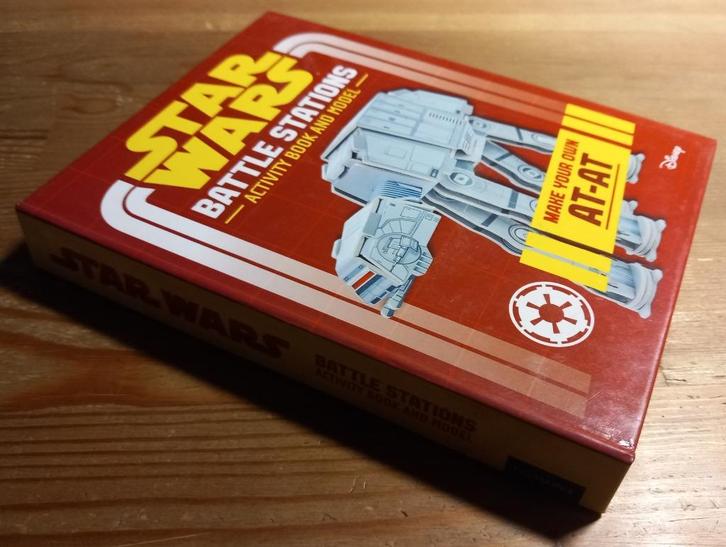 STAR
WARS
BATTLE STATIONS
ACTIVITY BOOK AND MODEL
MAKE YOUR OWN
AT-AT
Disney
STAR WARS
BATTLE STATIONS
ACTIVITY BOOK AND MODEL